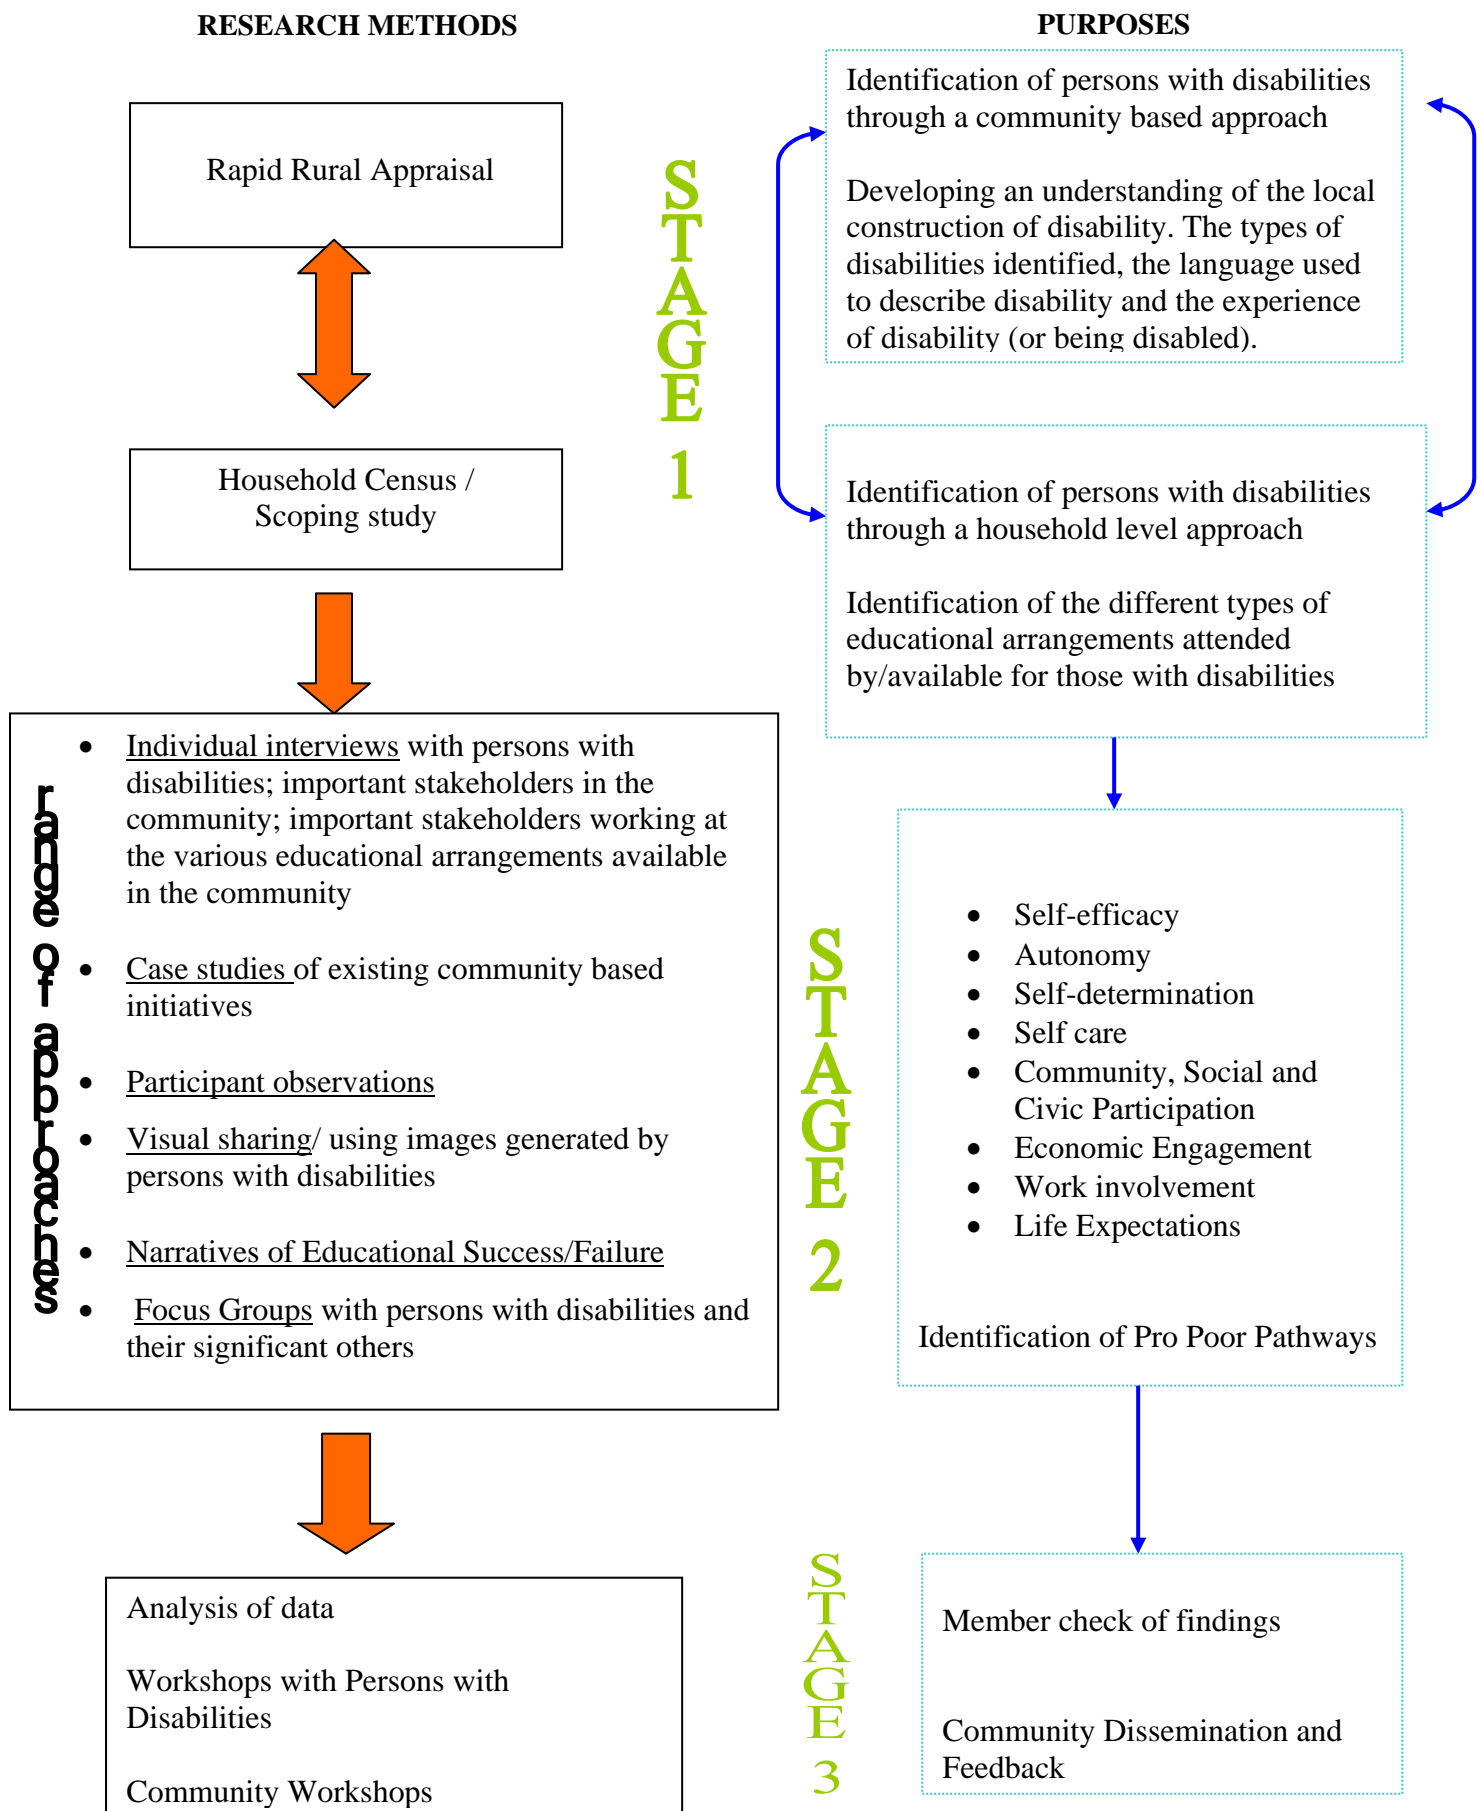 RESEARCH METHODS
PURPOSES
Rapid Rural Appraisal
STAGE 1
Identification of persons with disabilities
through a community based approach
Developing an understanding of the local
construction of disability. The types of
disabilities identified, the language used
to describe disability and the experience
of disability (or being disabled).
Household Census /
Scoping study
Identification of persons with disabilities
through a household level approach
Identification of the different types of
educational arrangements attended
by/available for those with disabilities
range of approaches
• Individual interviews with persons with
disabilities; important stakeholders in the
community; important stakeholders working at
the various educational arrangements available
in the community
• Case studies of existing community based
initiatives
• Participant observations
• Visual sharing/ using images generated by
persons with disabilities
• Narratives of Educational Success/Failure
• Focus Groups with persons with disabilities and
their significant others
STAGE 2
• Self-efficacy
• Autonomy
• Self-determination
• Self care
• Community, Social and
Civic Participation
• Economic Engagement
• Work involvement
• Life Expectations
Identification of Pro Poor Pathways
Analysis of data
Workshops with Persons with
Disabilities
Community Workshops
STAGE 3
Member check of findings
Community Dissemination and
Feedback